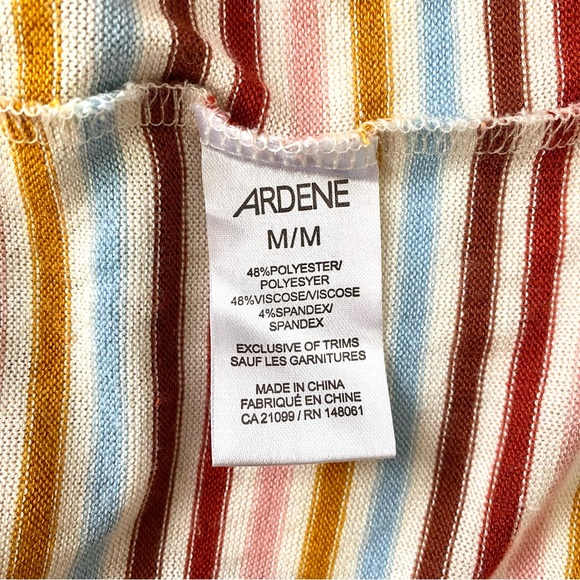 ARDENE
M/M
48%POLYESTER/
POLYESYER
48%VISCOSE/VISCOSE
4%SPANDEX/
SPANDEX
EXCLUSIVE OF TRIMS
SAUF LES GARNITURES
MADE IN CHINA
FABRIQUÉ EN CHINE
CA 21099 / RN 148061